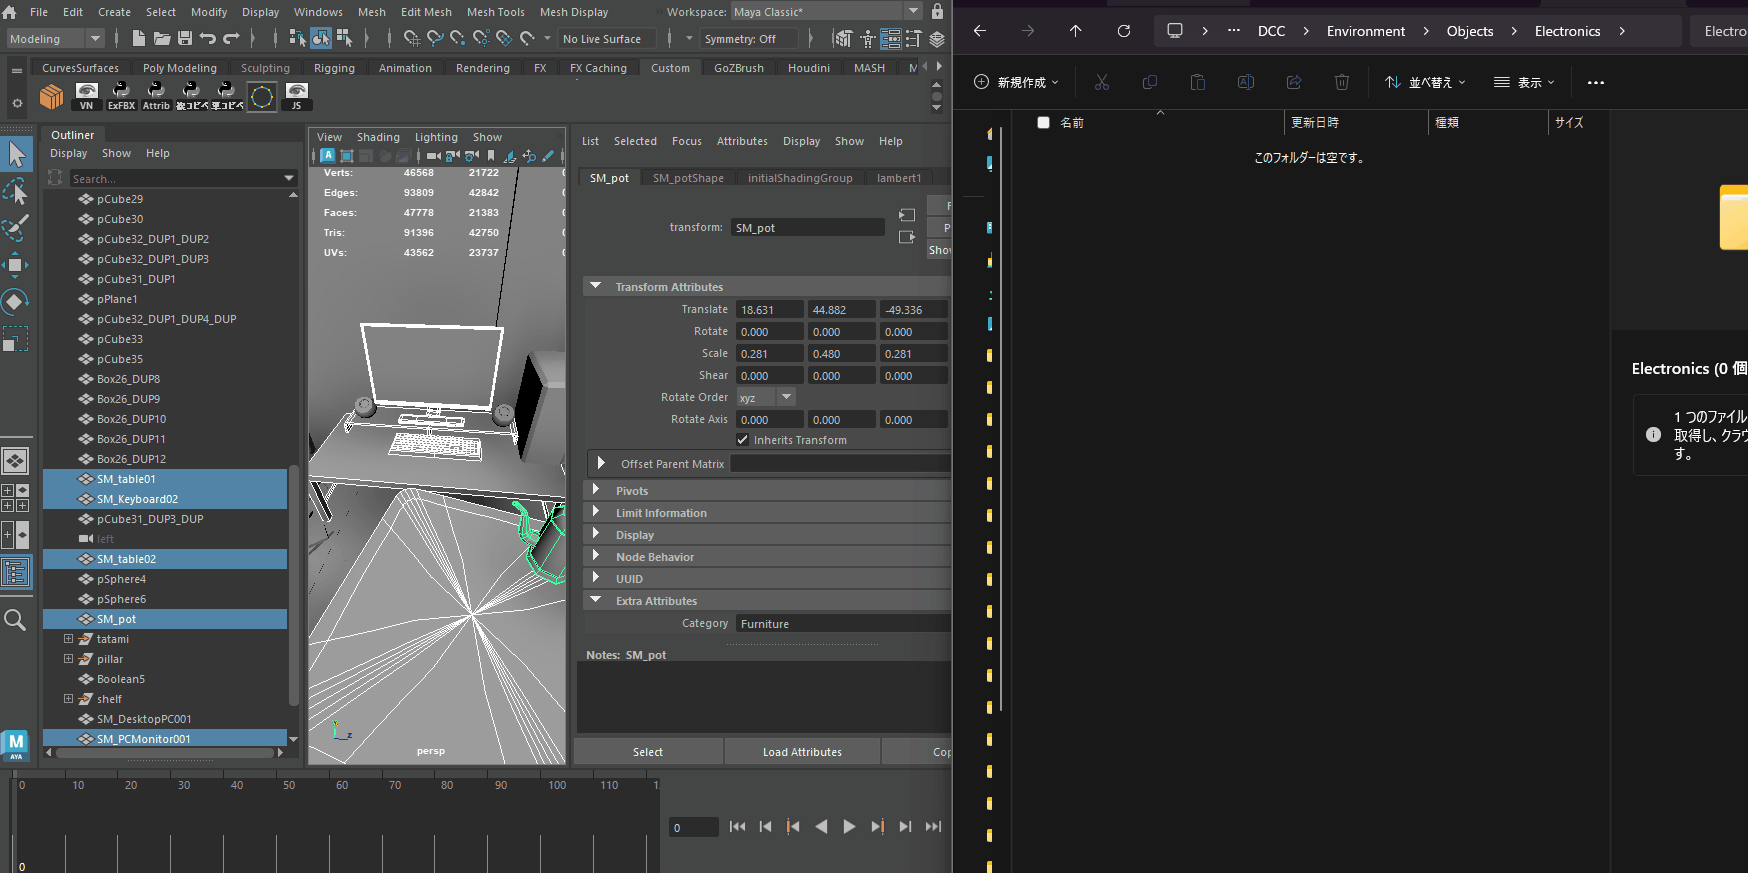 File Edit Create Select Modify Display Windows Mesh Edit Mesh Mesh Tools Mesh Display Workspace: Maya Classic*
Modeling No Live Surface Symmetry: Off
CurvesSurfaces Poly Modeling Sculpting Rigging Animation Rendering FX FX Caching Custom GoZBrush Houdini MASH M
VN ExFBX Attrib JS
Outliner
Display Show Help
Search...
pCube29
pCube30
pCube32_DUP1_DUP2
pCube32_DUP1_DUP3
pCube31_DUP1
pPlane1
pCube32_DUP1_DUP4_DUP
pCube33
pCube35
Box26_DUP8
Box26_DUP9
Box26_DUP10
Box26_DUP11
Box26_DUP12
SM_table01
SM_Keyboard02
pCube31_DUP3_DUP
left
SM_table02
pSphere4
pSphere6
SM_pot
tatami
pillar
Boolean5
shelf
SM_DesktopPC001
SM_PCMonitor001
View Shading Lighting Show
Verts: 46568 21722
Edges: 93809 42842
Faces: 47778 21383
Tris: 91396 42750
UVs: 43562 23737
persp
List Selected Focus Attributes Display Show Help
SM_pot SM_potShape initialShadingGroup lambert1
transform: SM_pot
Show
Transform Attributes
Translate 18.631 44.882 -49.336
Rotate 0.000 0.000 0.000
Scale 0.281 0.480 0.281
Shear 0.000 0.000 0.000
Rotate Order xyz
Rotate Axis 0.000 0.000 0.000
Inherits Transform
Offset Parent Matrix
Pivots
Limit Information
Display
Node Behavior
UUID
Extra Attributes
Category Furniture
Notes: SM_pot
Select Load Attributes Cop
0 10 20 30 40 50 60 70 80 90 100 110
0
0
M
AYA
DCC Environment Objects Electronics Electro
新規作成 並べ替え 表示
名前 更新日時 種類 サイズ
このフォルダーは空です。
Electronics (0 個
1 つのファイル
取得し、クラウ
す。